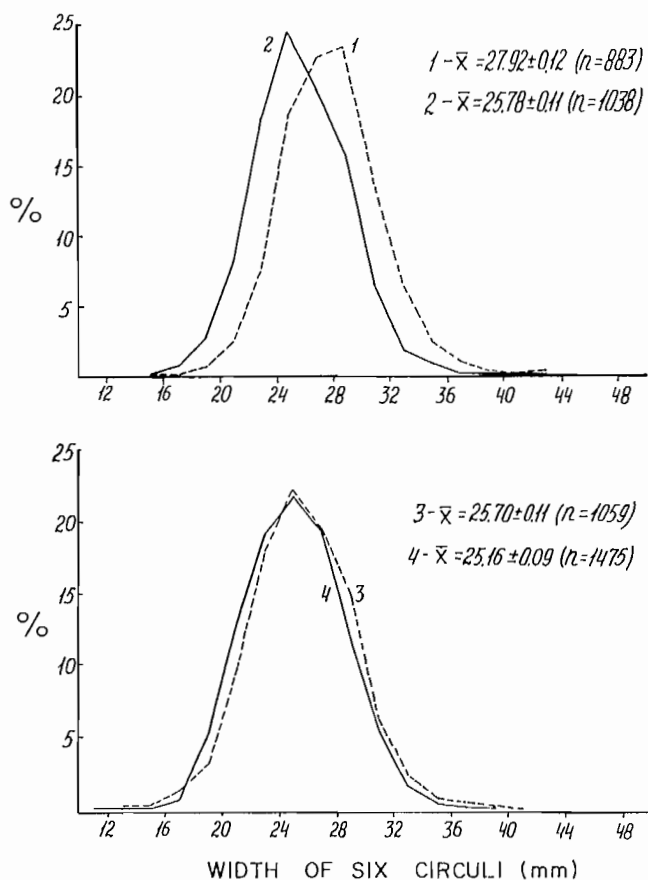 25
20
15
%
10
5
2
1
1 - x̄ = 27.92±0.12 (n=883)
2 - x̄ = 25.78±0.11 (n=1038)
12 16 20 24 28 32 36 40 44 48
25
20
15
%
10
5
4
3
3 - x̄ = 25.70±0.11 (n=1059)
4 - x̄ = 25.16±0.09 (n=1475)
12 16 20 24 28 32 36 40 44 48
WIDTH OF SIX CIRCULI (mm)